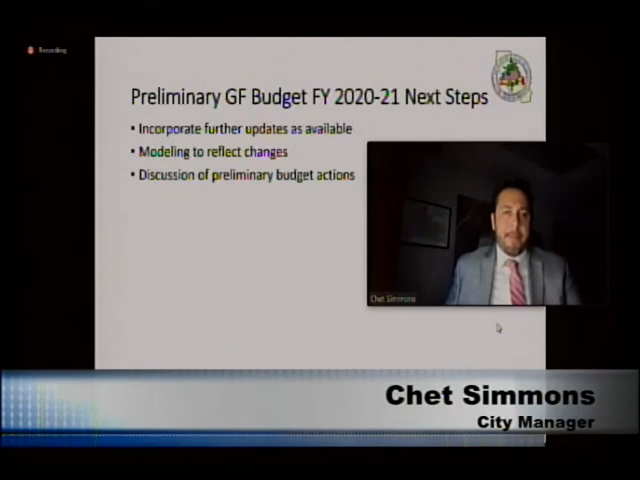 Recording
Preliminary GF Budget FY 2020-21 Next Steps
• Incorporate further updates as available
• Modeling to reflect changes
• Discussion of preliminary budget actions
Chet Simmons
Chet Simmons
City Manager